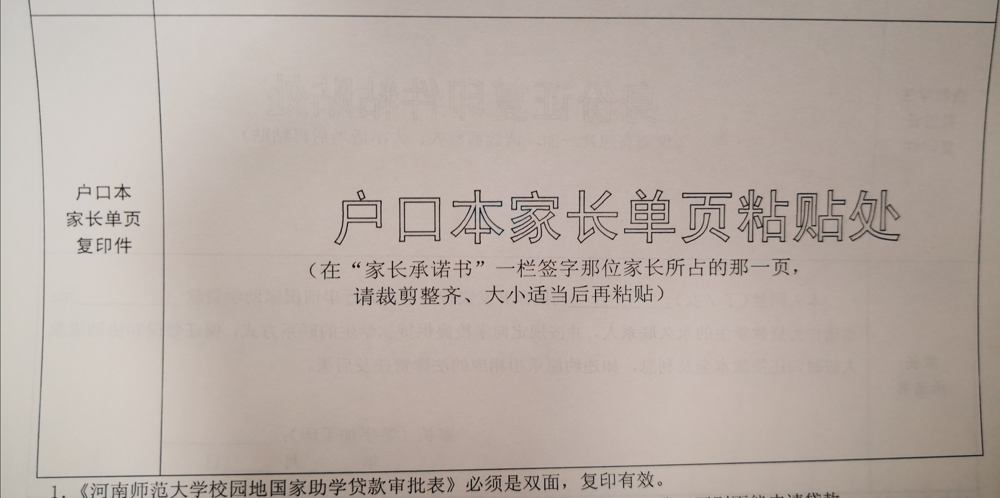 户口本
家长单页
复印件
户口本家长单页粘贴处
（在“家长承诺书”一栏签字那位家长所占的那一页，
请裁剪整齐、大小适当后再粘贴）
1.《河南师范大学校园地国家助学贷款审批表》必须是双面，复印有效。